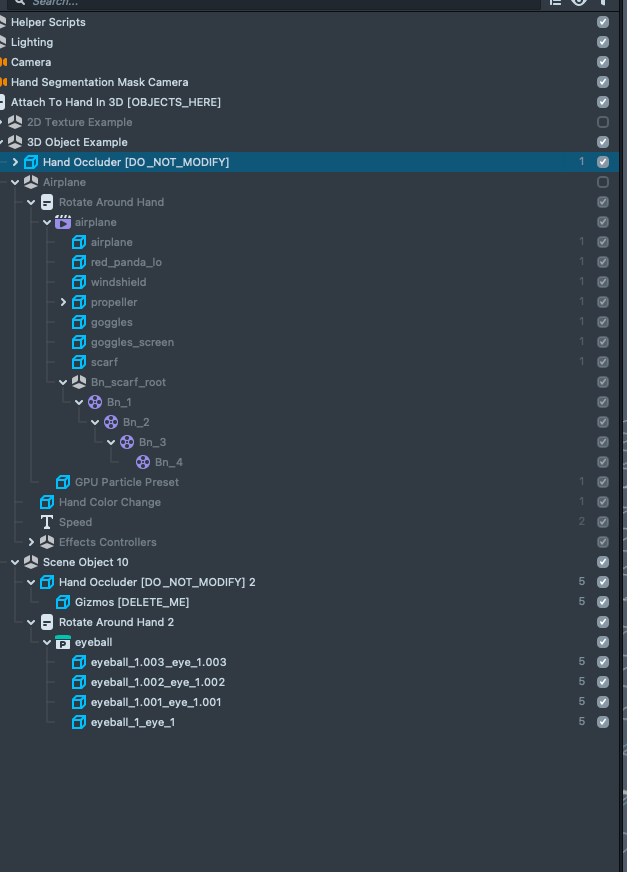 Search...
Helper Scripts
Lighting
Camera
Hand Segmentation Mask Camera
Attach To Hand In 3D [OBJECTS_HERE]
2D Texture Example
3D Object Example
Hand Occluder [DO_NOT_MODIFY] 1
Airplane
Rotate Around Hand
airplane
airplane 1
red_panda_lo 1
windshield 1
propeller 1
goggles 1
goggles_screen 1
scarf 1
Bn_scarf_root
Bn_1
Bn_2
Bn_3
Bn_4
GPU Particle Preset 1
Hand Color Change 1
Speed 2
Effects Controllers
Scene Object 10
Hand Occluder [DO_NOT_MODIFY] 2 5
Gizmos [DELETE_ME] 5
Rotate Around Hand 2
P eyeball
eyeball_1.003_eye_1.003 5
eyeball_1.002_eye_1.002 5
eyeball_1.001_eye_1.001 5
eyeball_1_eye_1 5